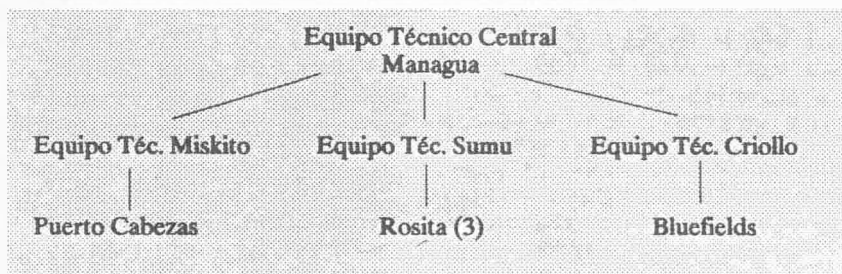 Equipo Técnico Central
Managua
Equipo Téc. Miskito Equipo Téc. Sumu Equipo Téc. Criollo
Puerto Cabezas Rosita (3) Bluefields